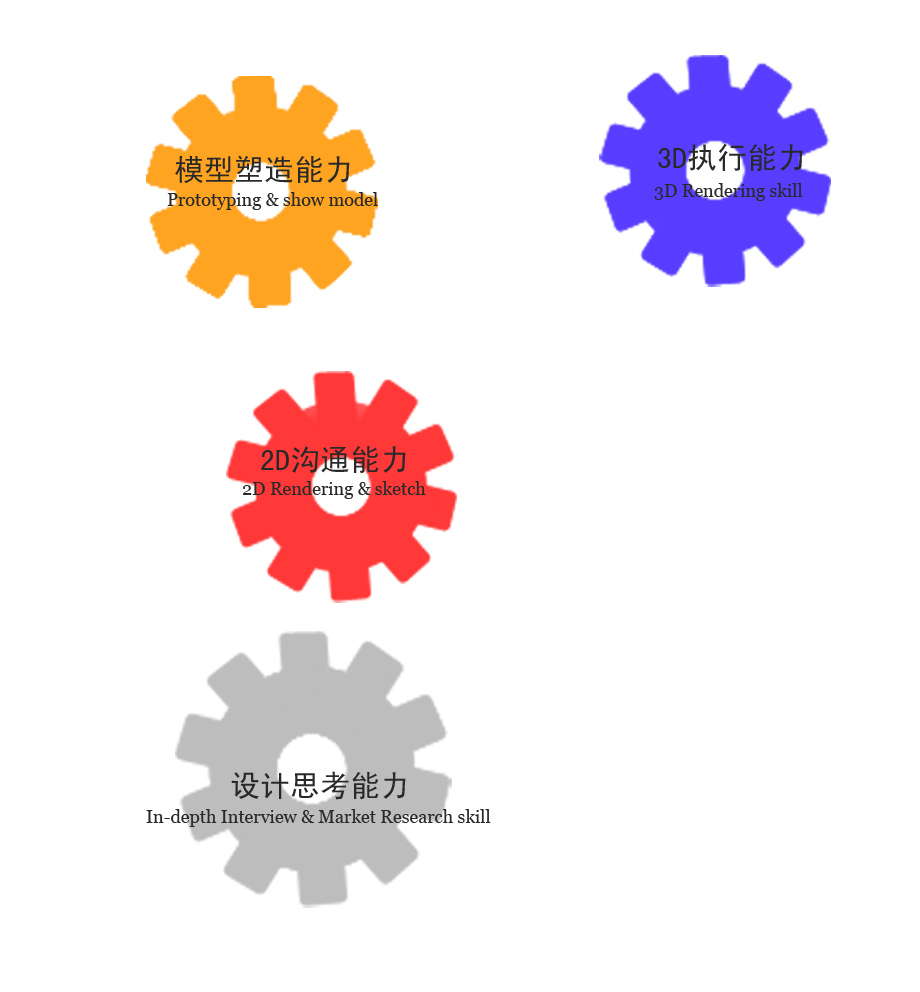 模型塑造能力
Prototyping & show model
3D执行能力
3D Rendering skill
2D沟通能力
2D Rendering & sketch
设计思考能力
In-depth Interview & Market Research skill